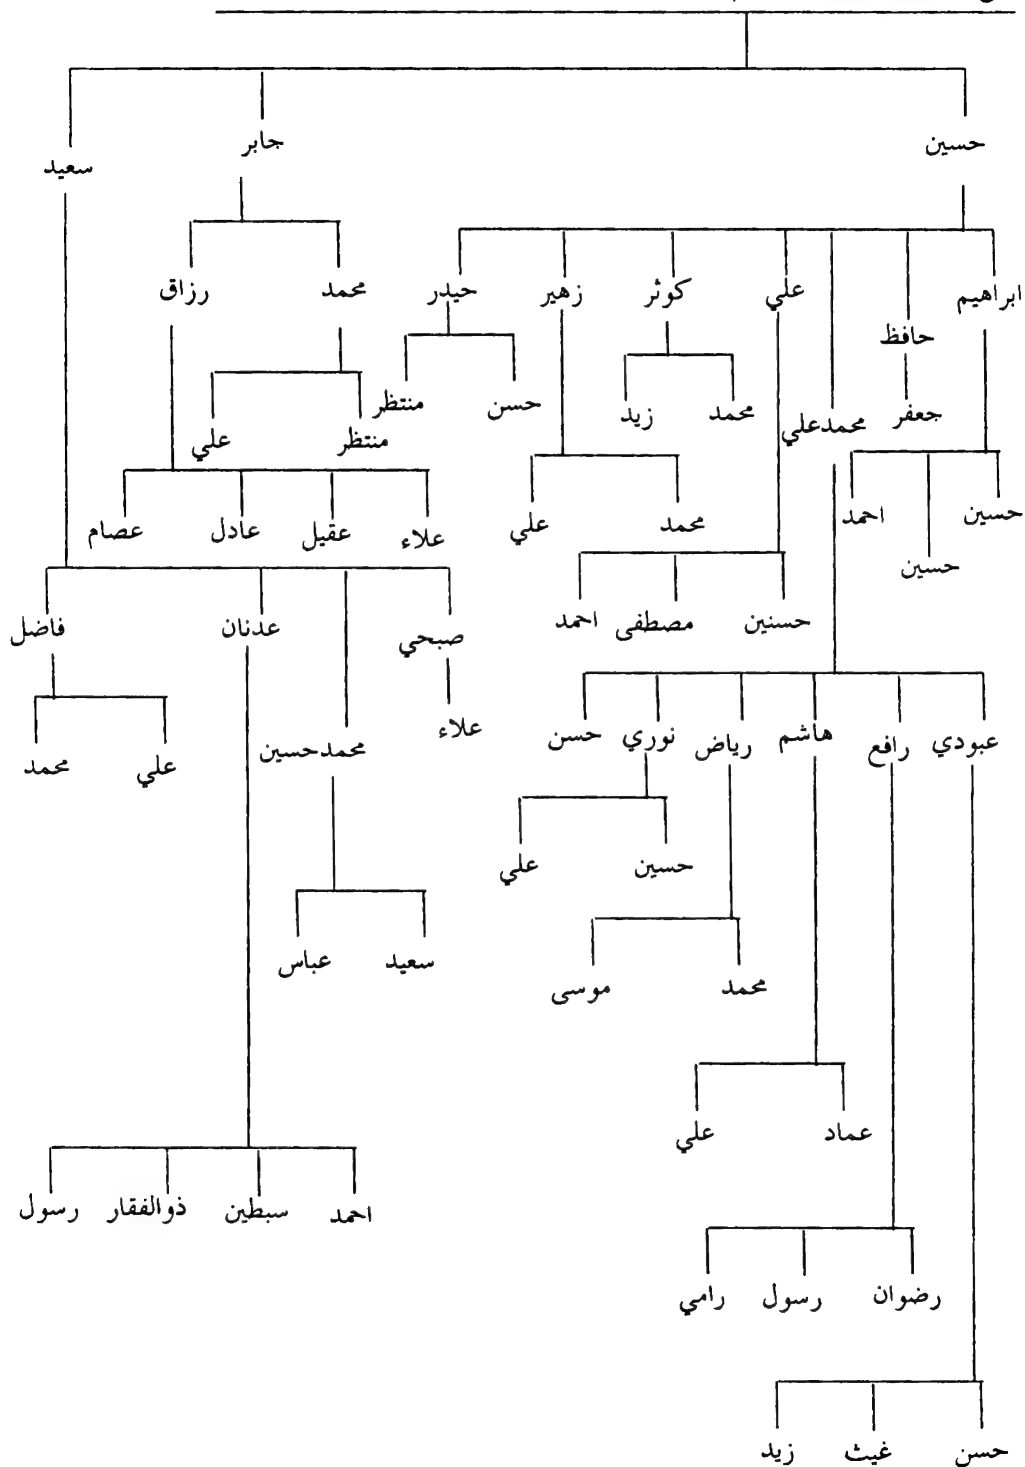 حسين جابر سعيد
ابراهيم حافظ محمدعلي علي كوثر زهير حيدر محمد رزاق
جعفر محمد زيد حسن منتظر منتظر علي
حسين حسين احمد محمد علي علاء عقيل عادل عصام
حسنين مصطفى احمد صبحي محمدحسين عدنان فاضل
عبودي رافع هاشم رياض نوري حسن علاء علي محمد
حسين علي
سعيد عباس
محمد موسى
عماد علي
احمد سبطين ذوالفقار رسول
رضوان رسول رامي
حسن غيث زيد